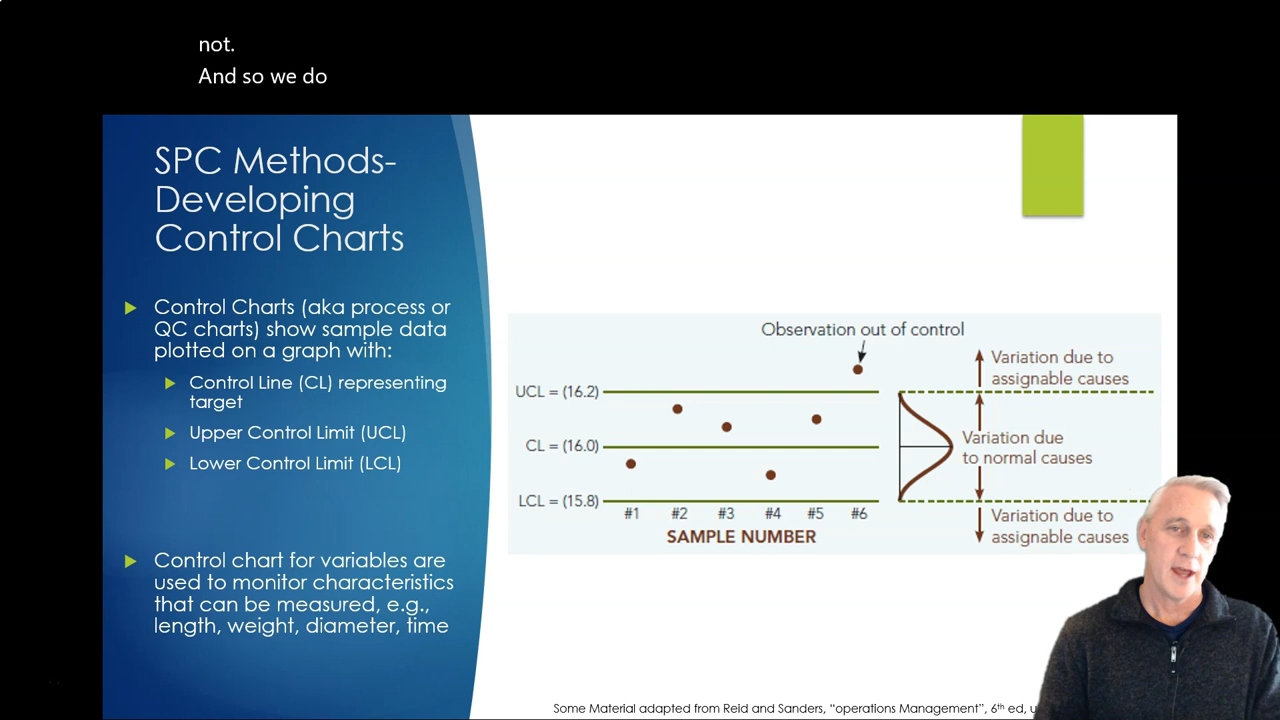 not.
And so we do
SPC Methods-
Developing
Control Charts
Control Charts (aka process or
QC charts) show sample data
plotted on a graph with:
Control Line (CL) representing
target
Upper Control Limit (UCL)
Lower Control Limit (LCL)
Control chart for variables are
used to monitor characteristics
that can be measured, e.g.,
length, weight, diameter, time
Observation out of control
UCL = (16.2)
CL = (16.0)
LCL = (15.8)
#1 #2 #3 #4 #5 #6
SAMPLE NUMBER
Variation due to
assignable causes
Variation due
to normal causes
Variation due to
assignable causes
Some Material adapted from Reid and Sanders, “operations Management”, 6th ed,